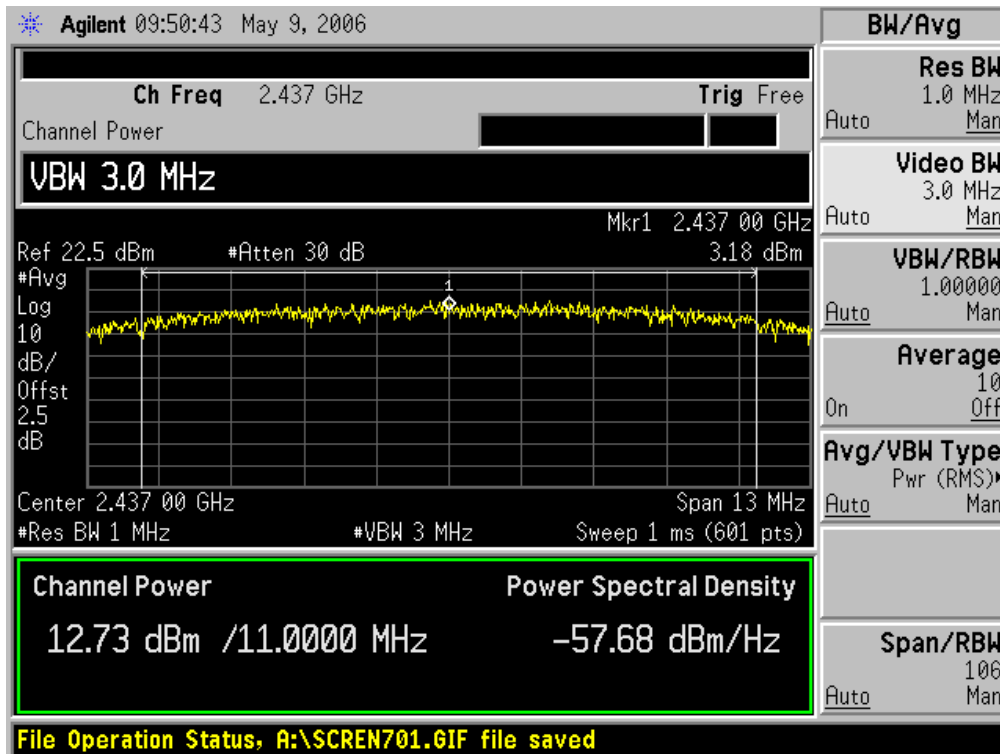 Agilent 09:50:43 May 9, 2006
BW/Avg
Ch Freq 2.437 GHz
Trig Free
Channel Power
VBW 3.0 MHz
Mkr1 2.437 00 GHz
Ref 22.5 dBm #Atten 30 dB 3.18 dBm
#Avg
Log
10
dB/
Offst
2.5
dB
1
Center 2.437 00 GHz Span 13 MHz
#Res BW 1 MHz #VBW 3 MHz Sweep 1 ms (601 pts)
Channel Power Power Spectral Density
12.73 dBm /11.0000 MHz -57.68 dBm/Hz
Res BW
1.0 MHz
Auto Man
Video BW
3.0 MHz
Auto Man
VBW/RBW
1.00000
Auto Man
Average
10
On Off
Avg/VBW Type
Pwr (RMS)
Auto Man
Span/RBW
106
Auto Man
File Operation Status, A:\SCREN701.GIF file saved